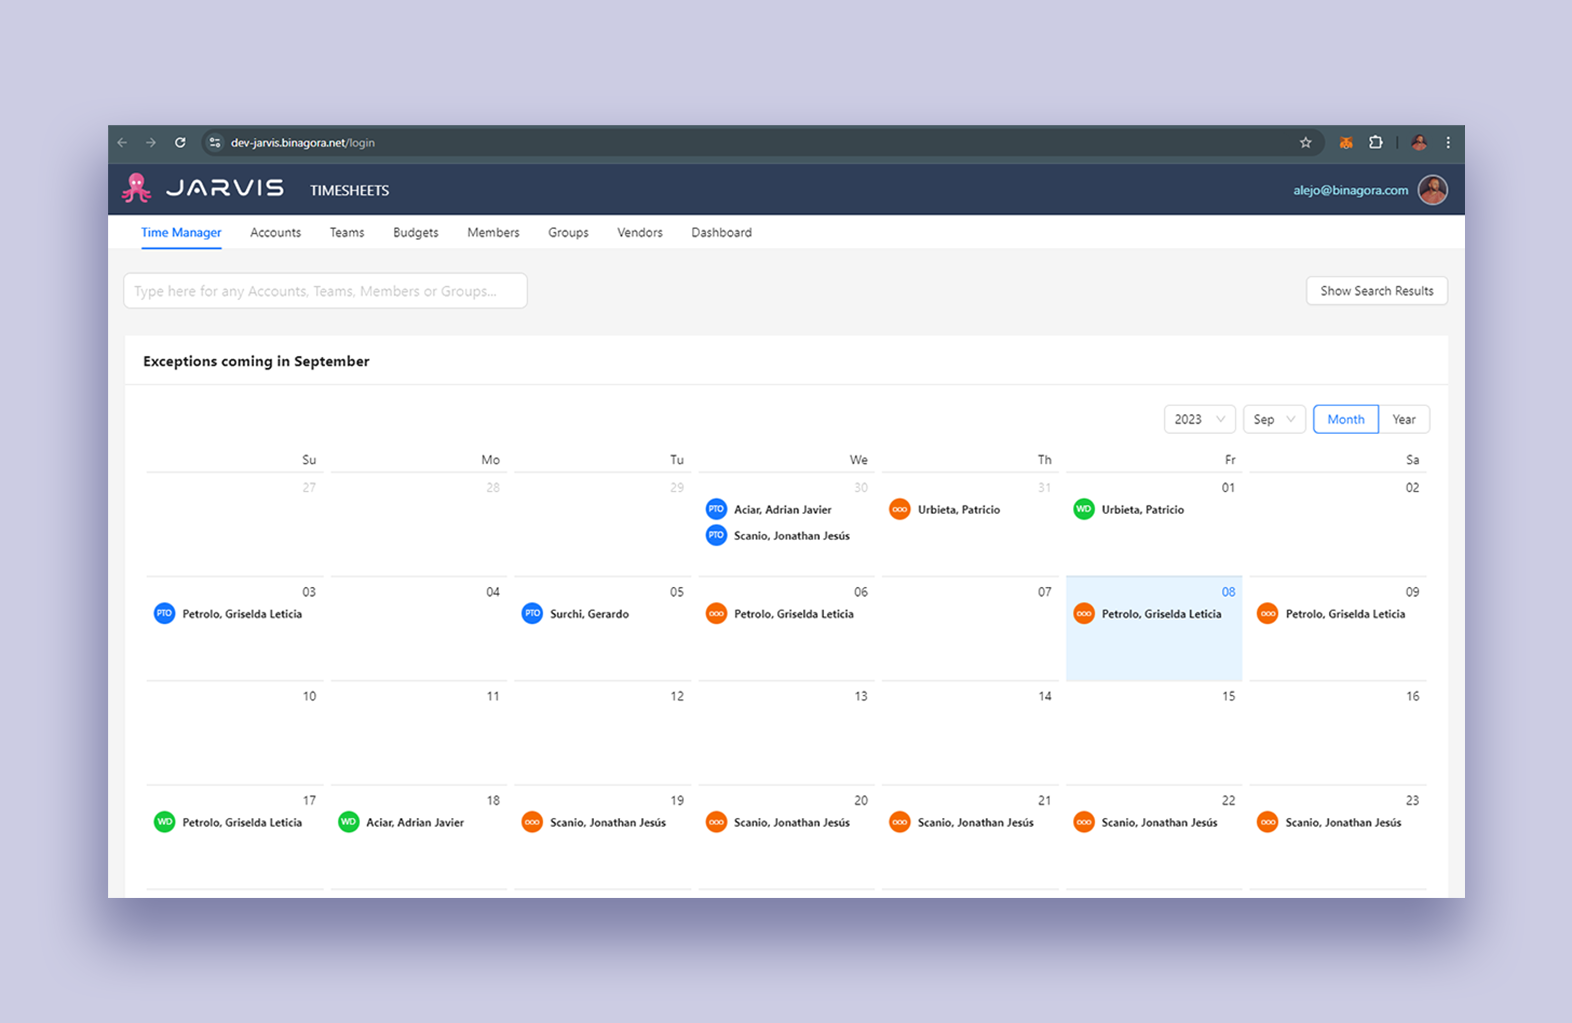 dev-jarvis.binagora.net/login
JARVIS TIMESHEETS alejo@binagora.com
Time Manager Accounts Teams Budgets Members Groups Vendors Dashboard
Type here for any Accounts, Teams, Members or Groups... Show Search Results
Exceptions coming in September
2023 Sep Month Year
Su Mo Tu We Th Fr Sa
27 28 29 30 31 01 02
PTO Aciar, Adrian Javier OOO Urbieta, Patricio WD Urbieta, Patricio
PTO Scanio, Jonathan Jesús
03 04 05 06 07 08 09
PTO Petrolo, Griselda Leticia PTO Surchi, Gerardo OOO Petrolo, Griselda Leticia OOO Petrolo, Griselda Leticia OOO Petrolo, Griselda Leticia
10 11 12 13 14 15 16
17 18 19 20 21 22 23
WD Petrolo, Griselda Leticia WD Aciar, Adrian Javier OOO Scanio, Jonathan Jesús OOO Scanio, Jonathan Jesús OOO Scanio, Jonathan Jesús OOO Scanio, Jonathan Jesús OOO Scanio, Jonathan Jesús